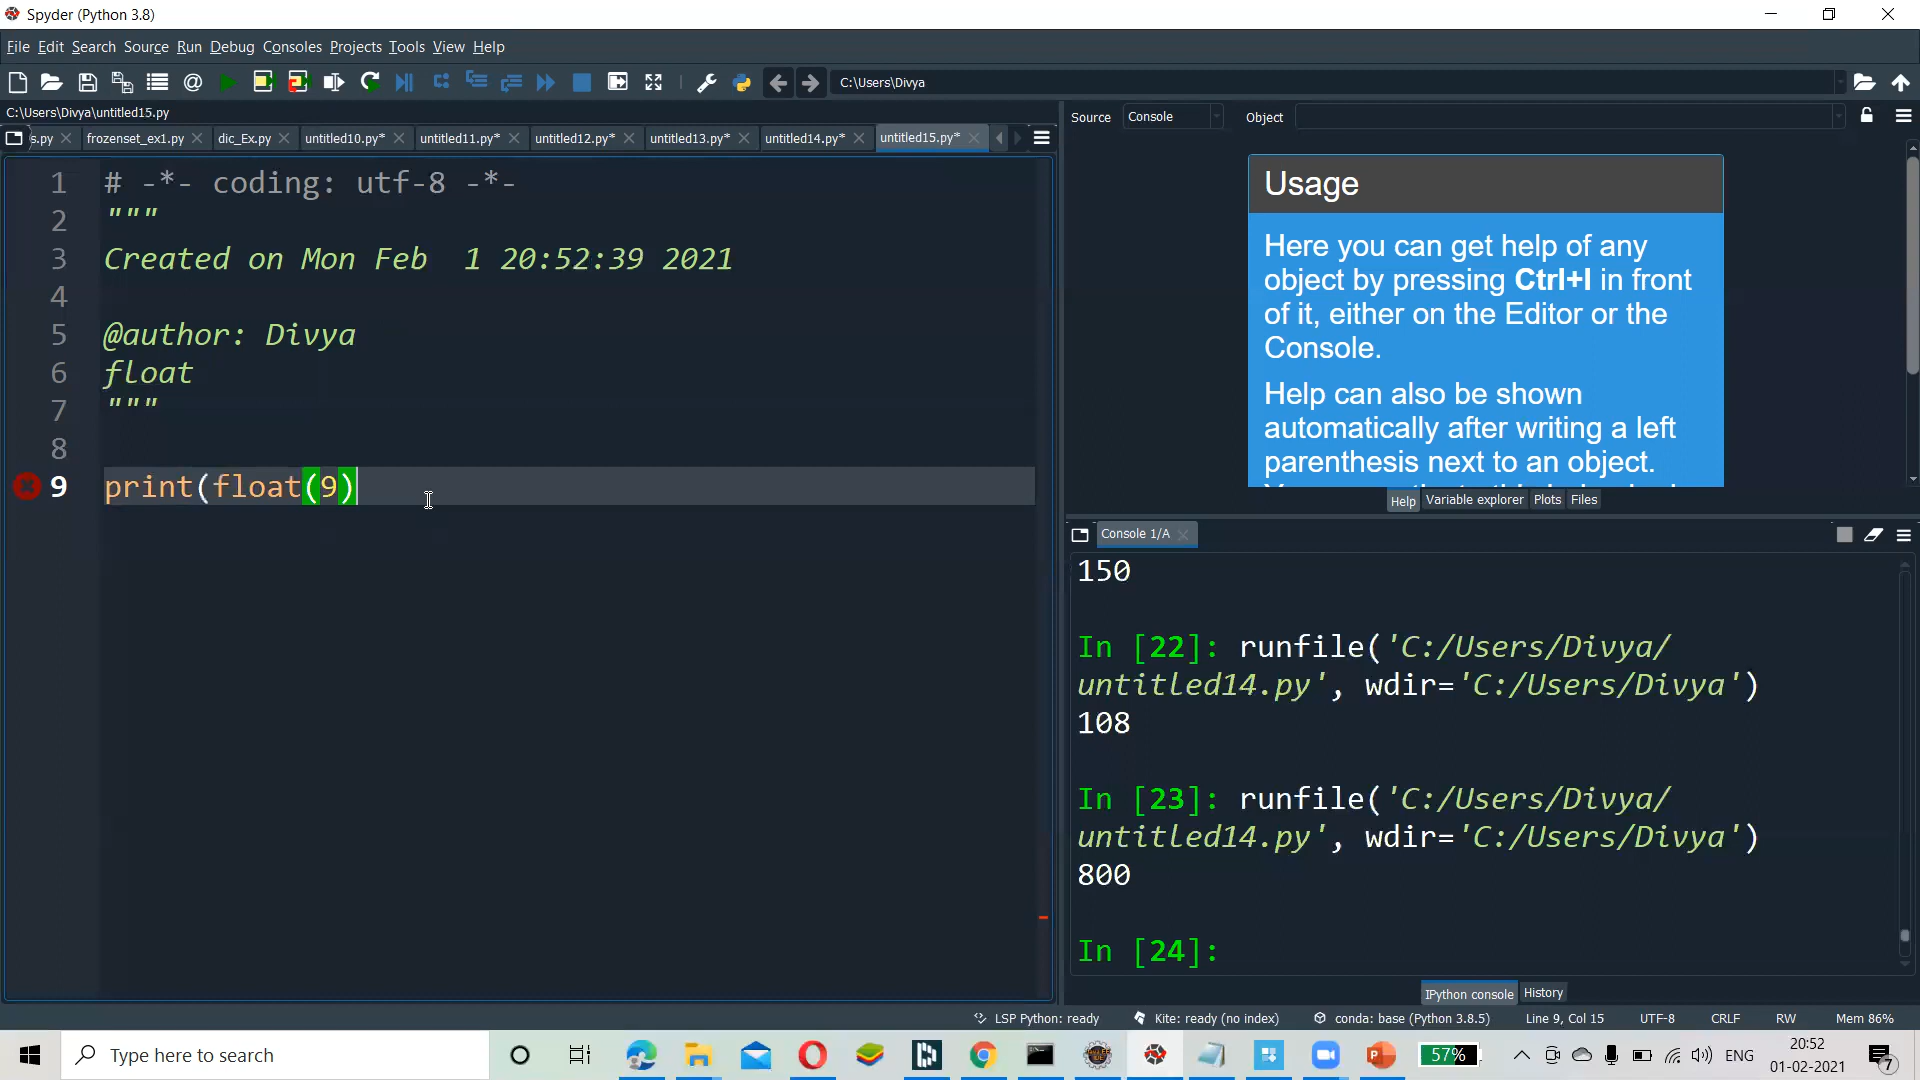 Spyder (Python 3.8)
File Edit Search Source Run Debug Consoles Projects Tools View Help
C:\Users\Divya
C:\Users\Divya\untitled15.py
s.py frozenset_ex1.py dic_Ex.py untitled10.py* untitled11.py* untitled12.py* untitled13.py* untitled14.py* untitled15.py*
1 # -*- coding: utf-8 -*-
2 """
3 Created on Mon Feb  1 20:52:39 2021
4
5 @author: Divya
6 float
7 """
8
9 print(float(9)
Source Console Object
Usage
Here you can get help of any
object by pressing Ctrl+I in front
of it, either on the Editor or the
Console.
Help can also be shown
automatically after writing a left
parenthesis next to an object.
Help Variable explorer Plots Files
Console 1/A
150
In [22]: runfile('C:/Users/Divya/
untitled14.py', wdir='C:/Users/Divya')
108
In [23]: runfile('C:/Users/Divya/
untitled14.py', wdir='C:/Users/Divya')
800
In [24]:
IPython console History
LSP Python: ready Kite: ready (no index) conda: base (Python 3.8.5) Line 9, Col 15 UTF-8 CRLF RW Mem 86%
Type here to search
57%
ENG
20:52
01-02-2021
7